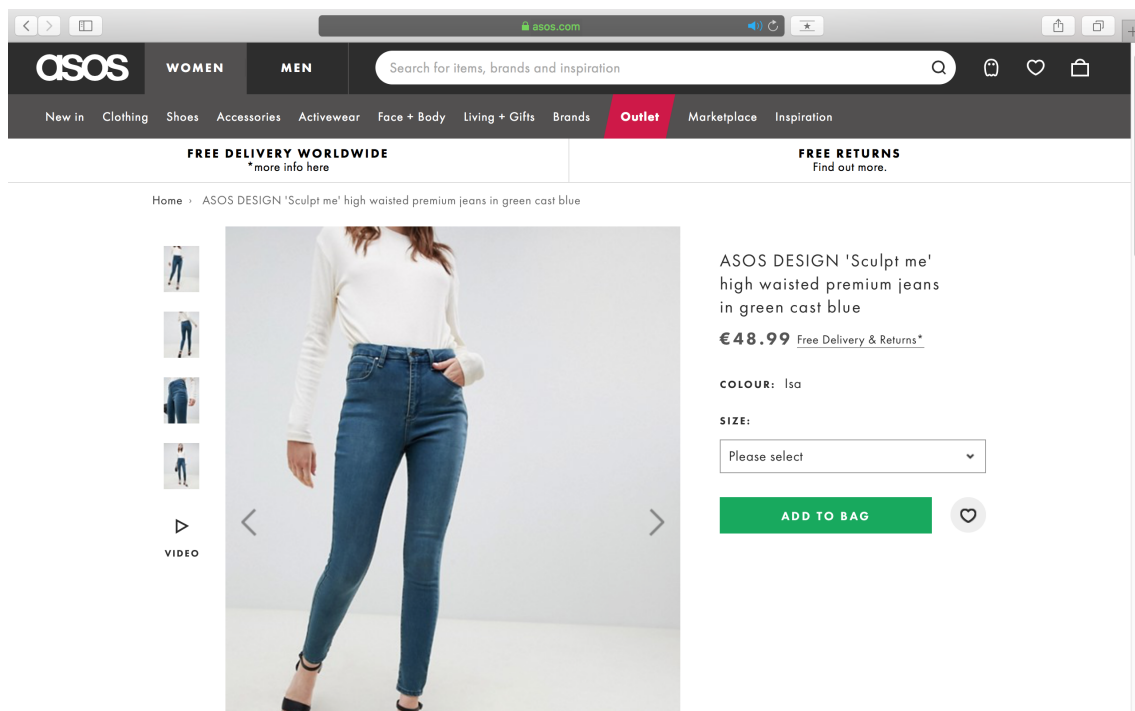 asos.com
asos
WOMEN
MEN
Search for items, brands and inspiration
New in
Clothing
Shoes
Accessories
Activewear
Face + Body
Living + Gifts
Brands
Outlet
Marketplace
Inspiration
FREE DELIVERY WORLDWIDE
*more info here
FREE RETURNS
Find out more.
Home › ASOS DESIGN 'Sculpt me' high waisted premium jeans in green cast blue
VIDEO
ASOS DESIGN 'Sculpt me'
high waisted premium jeans
in green cast blue
€48.99 Free Delivery & Returns*
COLOUR: Isa
SIZE:
Please select
ADD TO BAG